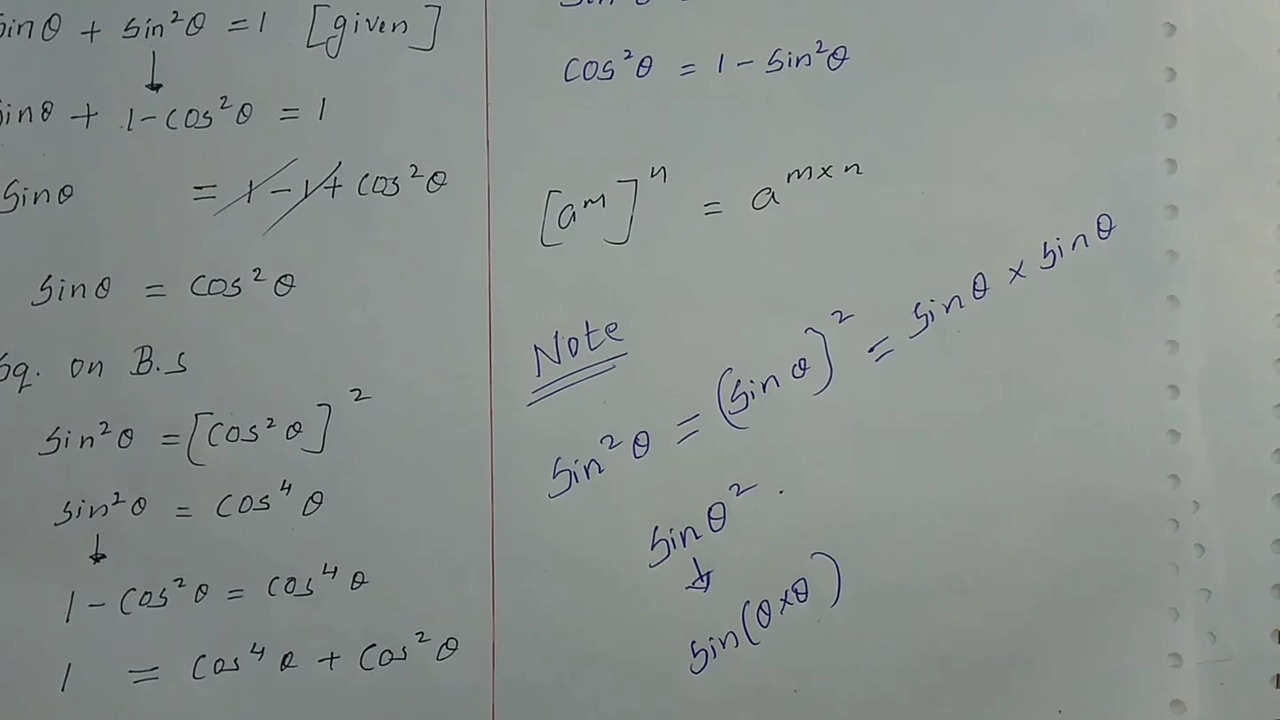 sinθ + sin²θ = 1 [given]
↓
sinθ + 1 - cos²θ = 1
sinθ = 1 - 1 + cos²θ
sinθ = cos²θ
Sq. on B.S
sin²θ = [cos²θ]²
sin²θ = cos⁴θ
↓
1 - cos²θ = cos⁴θ
1 = cos⁴θ + cos²θ
cos²θ = 1 - sin²θ
[aᵐ]ⁿ = aᵐˣⁿ
Note
sin²θ = (sinθ)² = sinθ × sinθ
sinθ².
↓
sin(θ×θ)